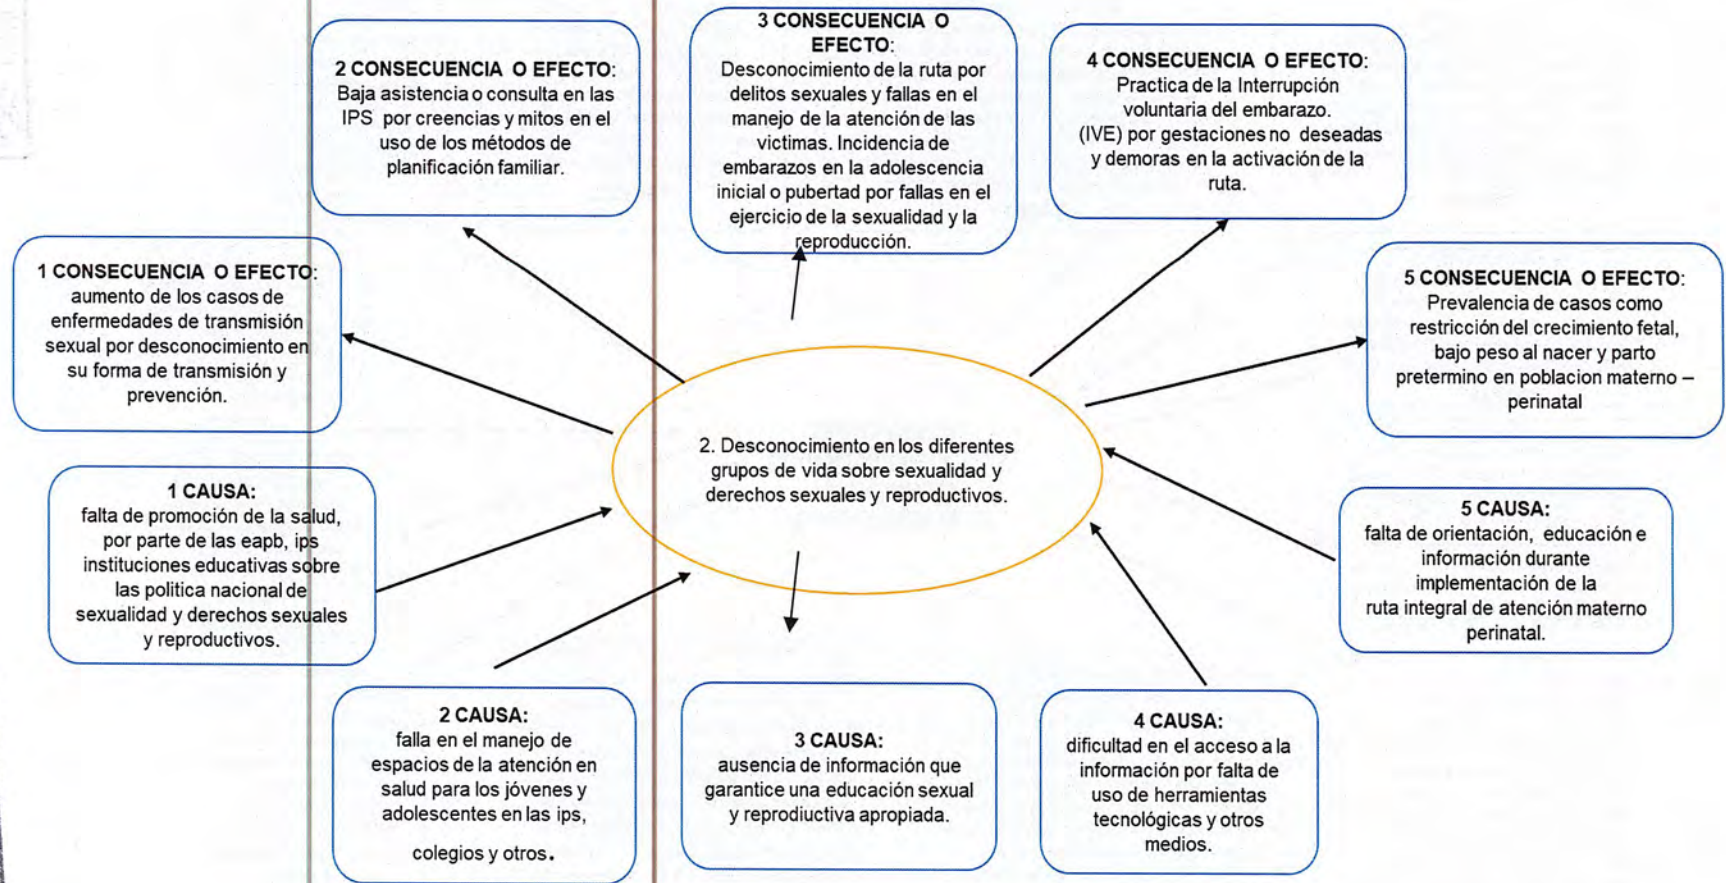 3 CONSECUENCIA O
EFECTO:
Desconocimiento de la ruta por
delitos sexuales y fallas en el
manejo de la atención de las
victimas. Incidencia de
embarazos en la adolescencia
inicial o pubertad por fallas en el
ejercicio de la sexualidad y la
reproducción.
2 CONSECUENCIA O EFECTO:
Baja asistencia o consulta en las
IPS por creencias y mitos en el
uso de los métodos de
planificación familiar.
4 CONSECUENCIA O EFECTO:
Practica de la Interrupción
voluntaria del embarazo.
(IVE) por gestaciones no deseadas
y demoras en la activación de la
ruta.
1 CONSECUENCIA O EFECTO:
aumento de los casos de
enfermedades de transmisión
sexual por desconocimiento en
su forma de transmisión y
prevención.
5 CONSECUENCIA O EFECTO:
Prevalencia de casos como
restricción del crecimiento fetal,
bajo peso al nacer y parto
pretermino en poblacion materno –
perinatal
2. Desconocimiento en los diferentes
grupos de vida sobre sexualidad y
derechos sexuales y reproductivos.
1 CAUSA:
falta de promoción de la salud,
por parte de las eapb, ips
instituciones educativas sobre
las politica nacional de
sexualidad y derechos sexuales
y reproductivos.
5 CAUSA:
falta de orientación, educación e
información durante
implementación de la
ruta integral de atención materno
perinatal.
2 CAUSA:
falla en el manejo de
espacios de la atención en
salud para los jóvenes y
adolescentes en las ips,
colegios y otros.
3 CAUSA:
ausencia de información que
garantice una educación sexual
y reprodiuctiva apropiada.
4 CAUSA:
dificultad en el acceso a la
información por falta de
uso de herramientas
tecnológicas y otros
medios.